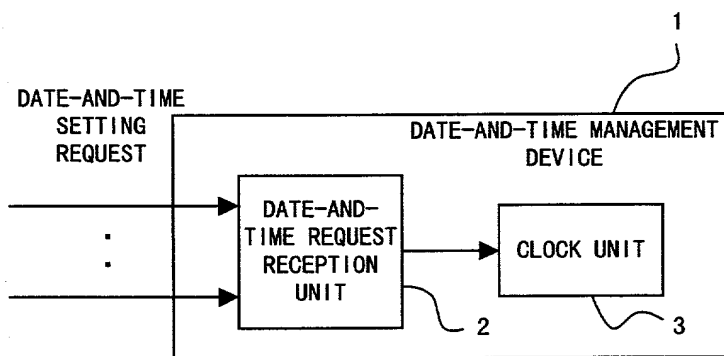 1
DATE-AND-TIME
SETTING
REQUEST
DATE-AND-TIME MANAGEMENT
DEVICE
DATE-AND-
TIME REQUEST
RECEPTION
UNIT
CLOCK UNIT
2
3